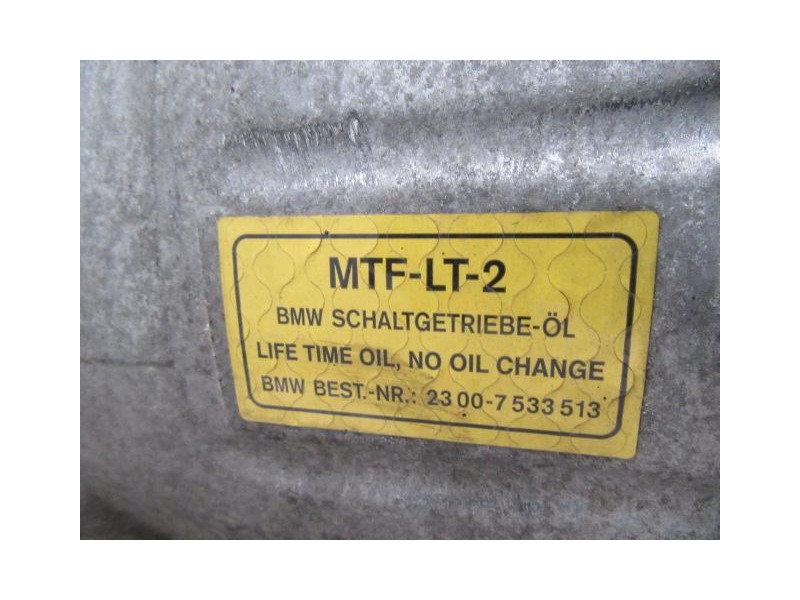 MTF-LT-2
BMW SCHALTGETRIEBE-ÖL
LIFE TIME OIL, NO OIL CHANGE
BMW BEST.-NR.: 23 00-7 533 513